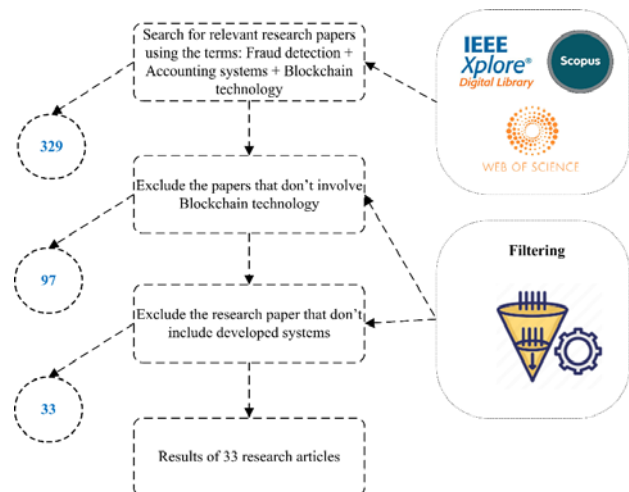 Search for relevant research papers
using the terms: Fraud detection +
Accounting systems + Blockchain
technology
IEEE
Xplore®
Digital Library
Scopus
WEB OF SCIENCE
329
Exclude the papers that don't involve
Blockchain technology
97
Filtering
Exclude the research paper that don't
include developed systems
33
Results of 33 research articles